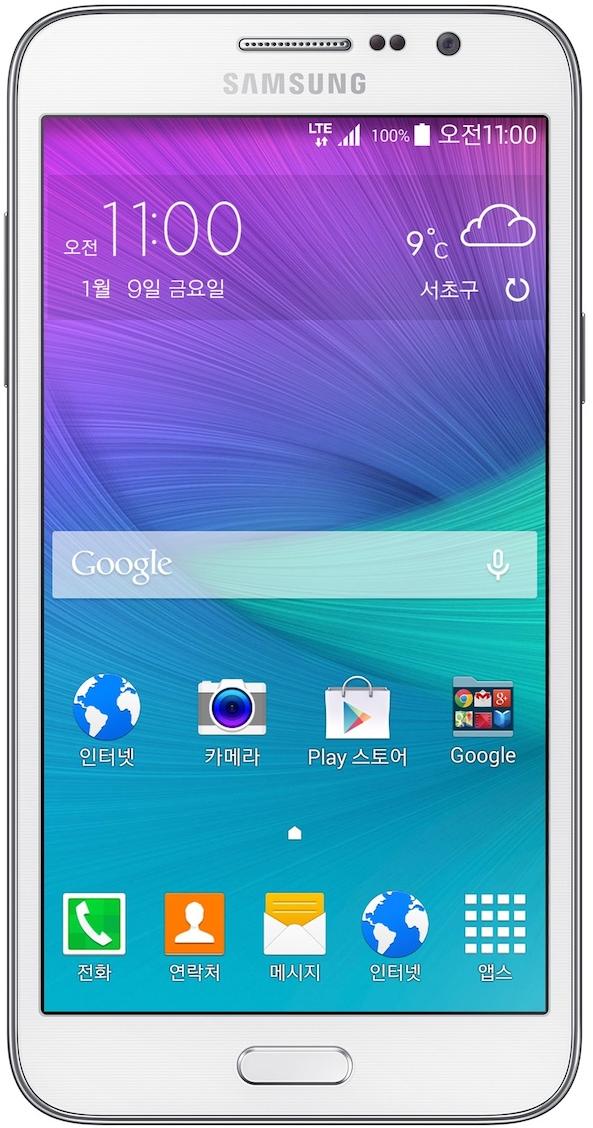 SAMSUNG
LTE 100% 오전11:00
오전 11:00
9°C
1월 9일 금요일
서초구
Google
인터넷 카메라 Play 스토어 Google
전화 연락처 메시지 인터넷 앱스